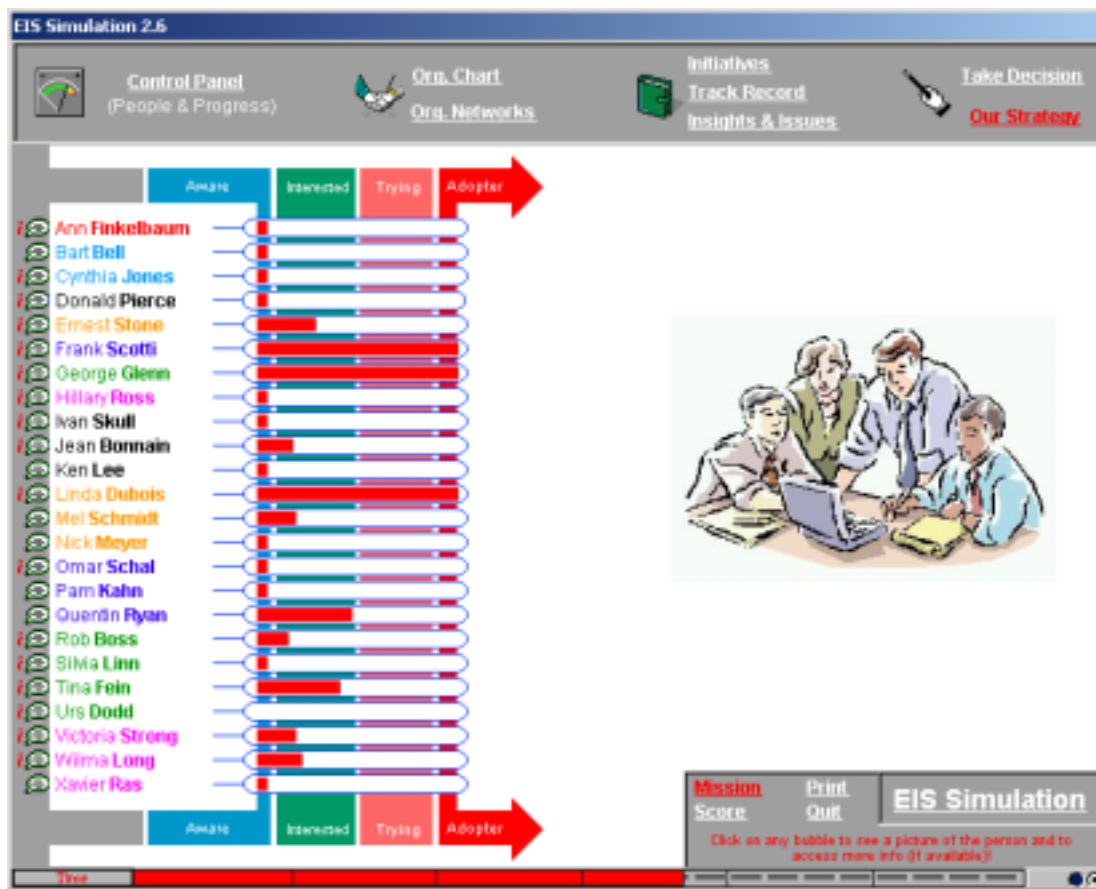 EIS Simulation 2.6
Control Panel
(People & Progress)
Org. Chart
Org. Networks
Initiatives
Track Record
Insights & Issues
Take Decision
Our Strategy
Aware Interested Trying Adopter
i Ann Finkelbaum
Bart Bell
i Cynthia Jones
i Donald Pierce
i Ernest Stone
i Frank Scotti
i George Glenn
i Hillary Ross
i Ivan Skull
i Jean Bonnain
Ken Lee
i Linda Dubois
Mel Schmidt
Nick Meyer
i Omar Schal
Pam Kahn
Quentin Ryan
i Rob Boss
i Silvia Linn
i Tina Fein
i Urs Dodd
i Victoria Strong
i Wilma Long
Xavier Ras
Aware Interested Trying Adopter
Mission Print
Score Quit
EIS Simulation
Click on any bubble to see a picture of the person and to
access more info (if available)!
Time